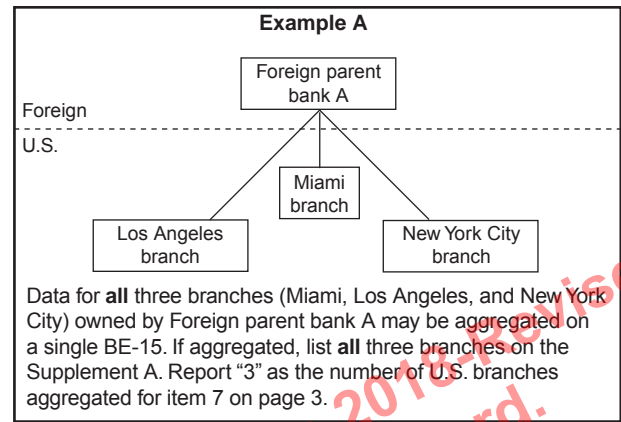 Example A
Foreign parent
bank A
Foreign
U.S.
Miami
branch
Los Angeles
branch
New York City
branch
Data for all three branches (Miami, Los Angeles, and New York
City) owned by Foreign parent bank A may be aggregated on
a single BE-15. If aggregated, list all three branches on the
Supplement A. Report “3” as the number of U.S. branches
aggregated for item 7 on page 3.
2018-Revise